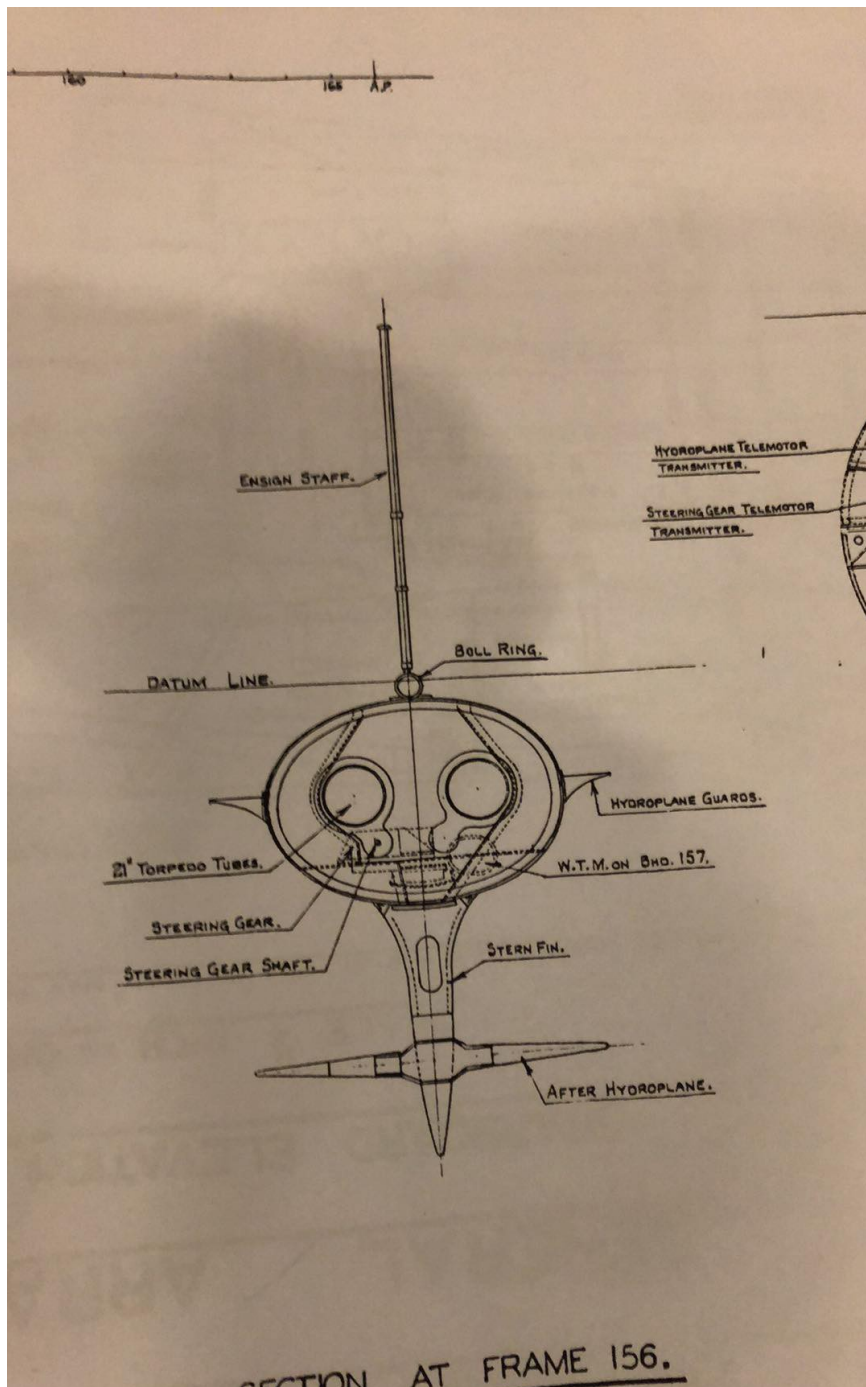 160 165 A.P.
ENSIGN STAFF.
HYDROPLANE TELEMOTOR
TRANSMITTER.
STEERING GEAR TELEMOTOR
TRANSMITTER.
BOLL RING.
DATUM LINE.
HYDROPLANE GUARDS.
21" TORPEDO TUBES.
W.T.M. ON BHD. 157.
STEERING GEAR.
STERN FIN.
STEERING GEAR SHAFT.
AFTER HYDROPLANE.
SECTION AT FRAME 156.